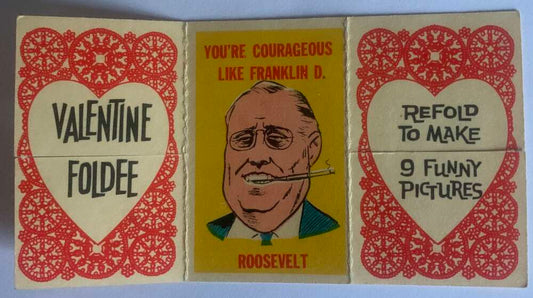 VALENTINE
FOLDEE
YOU'RE COURAGEOUS
LIKE FRANKLIN D.
ROOSEVELT
REFOLD
TO MAKE
9 FUNNY
PICTURES